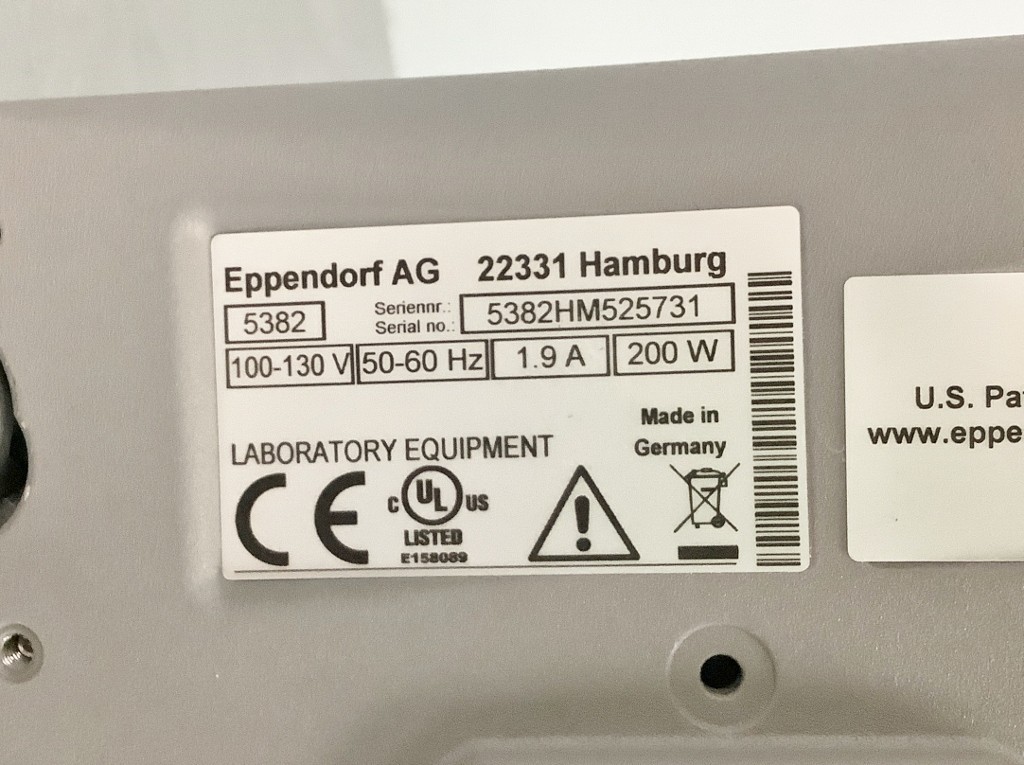 Eppendorf AG 22331 Hamburg
5382 Seriennr.: Serial no.: 5382HM525731
100-130 V 50-60 Hz 1.9 A 200 W
Made in
Germany
LABORATORY EQUIPMENT
CE C UL US
LISTED
E158089
U.S. Pa
www.eppe